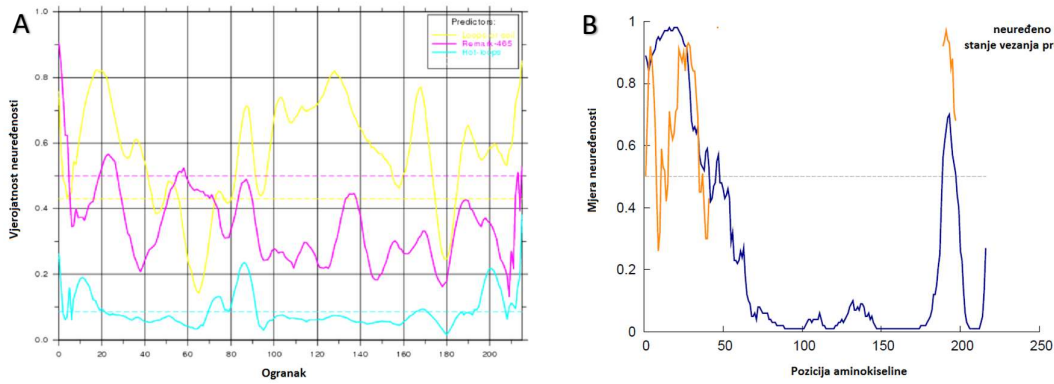 A
Predictors:
Remark-465
Hot-loops
Vjerojatnost neuređenosti
1.0
0.8
0.6
0.4
0.2
0.0
0 20 40 60 80 100 120 140 160 180 200
Ogranak
B
neuređeno
stanje vezanja pr
Mjera neuređenosti
1
0.8
0.6
0.4
0.2
0
0 50 100 150 200 250
Pozicija aminokiseline